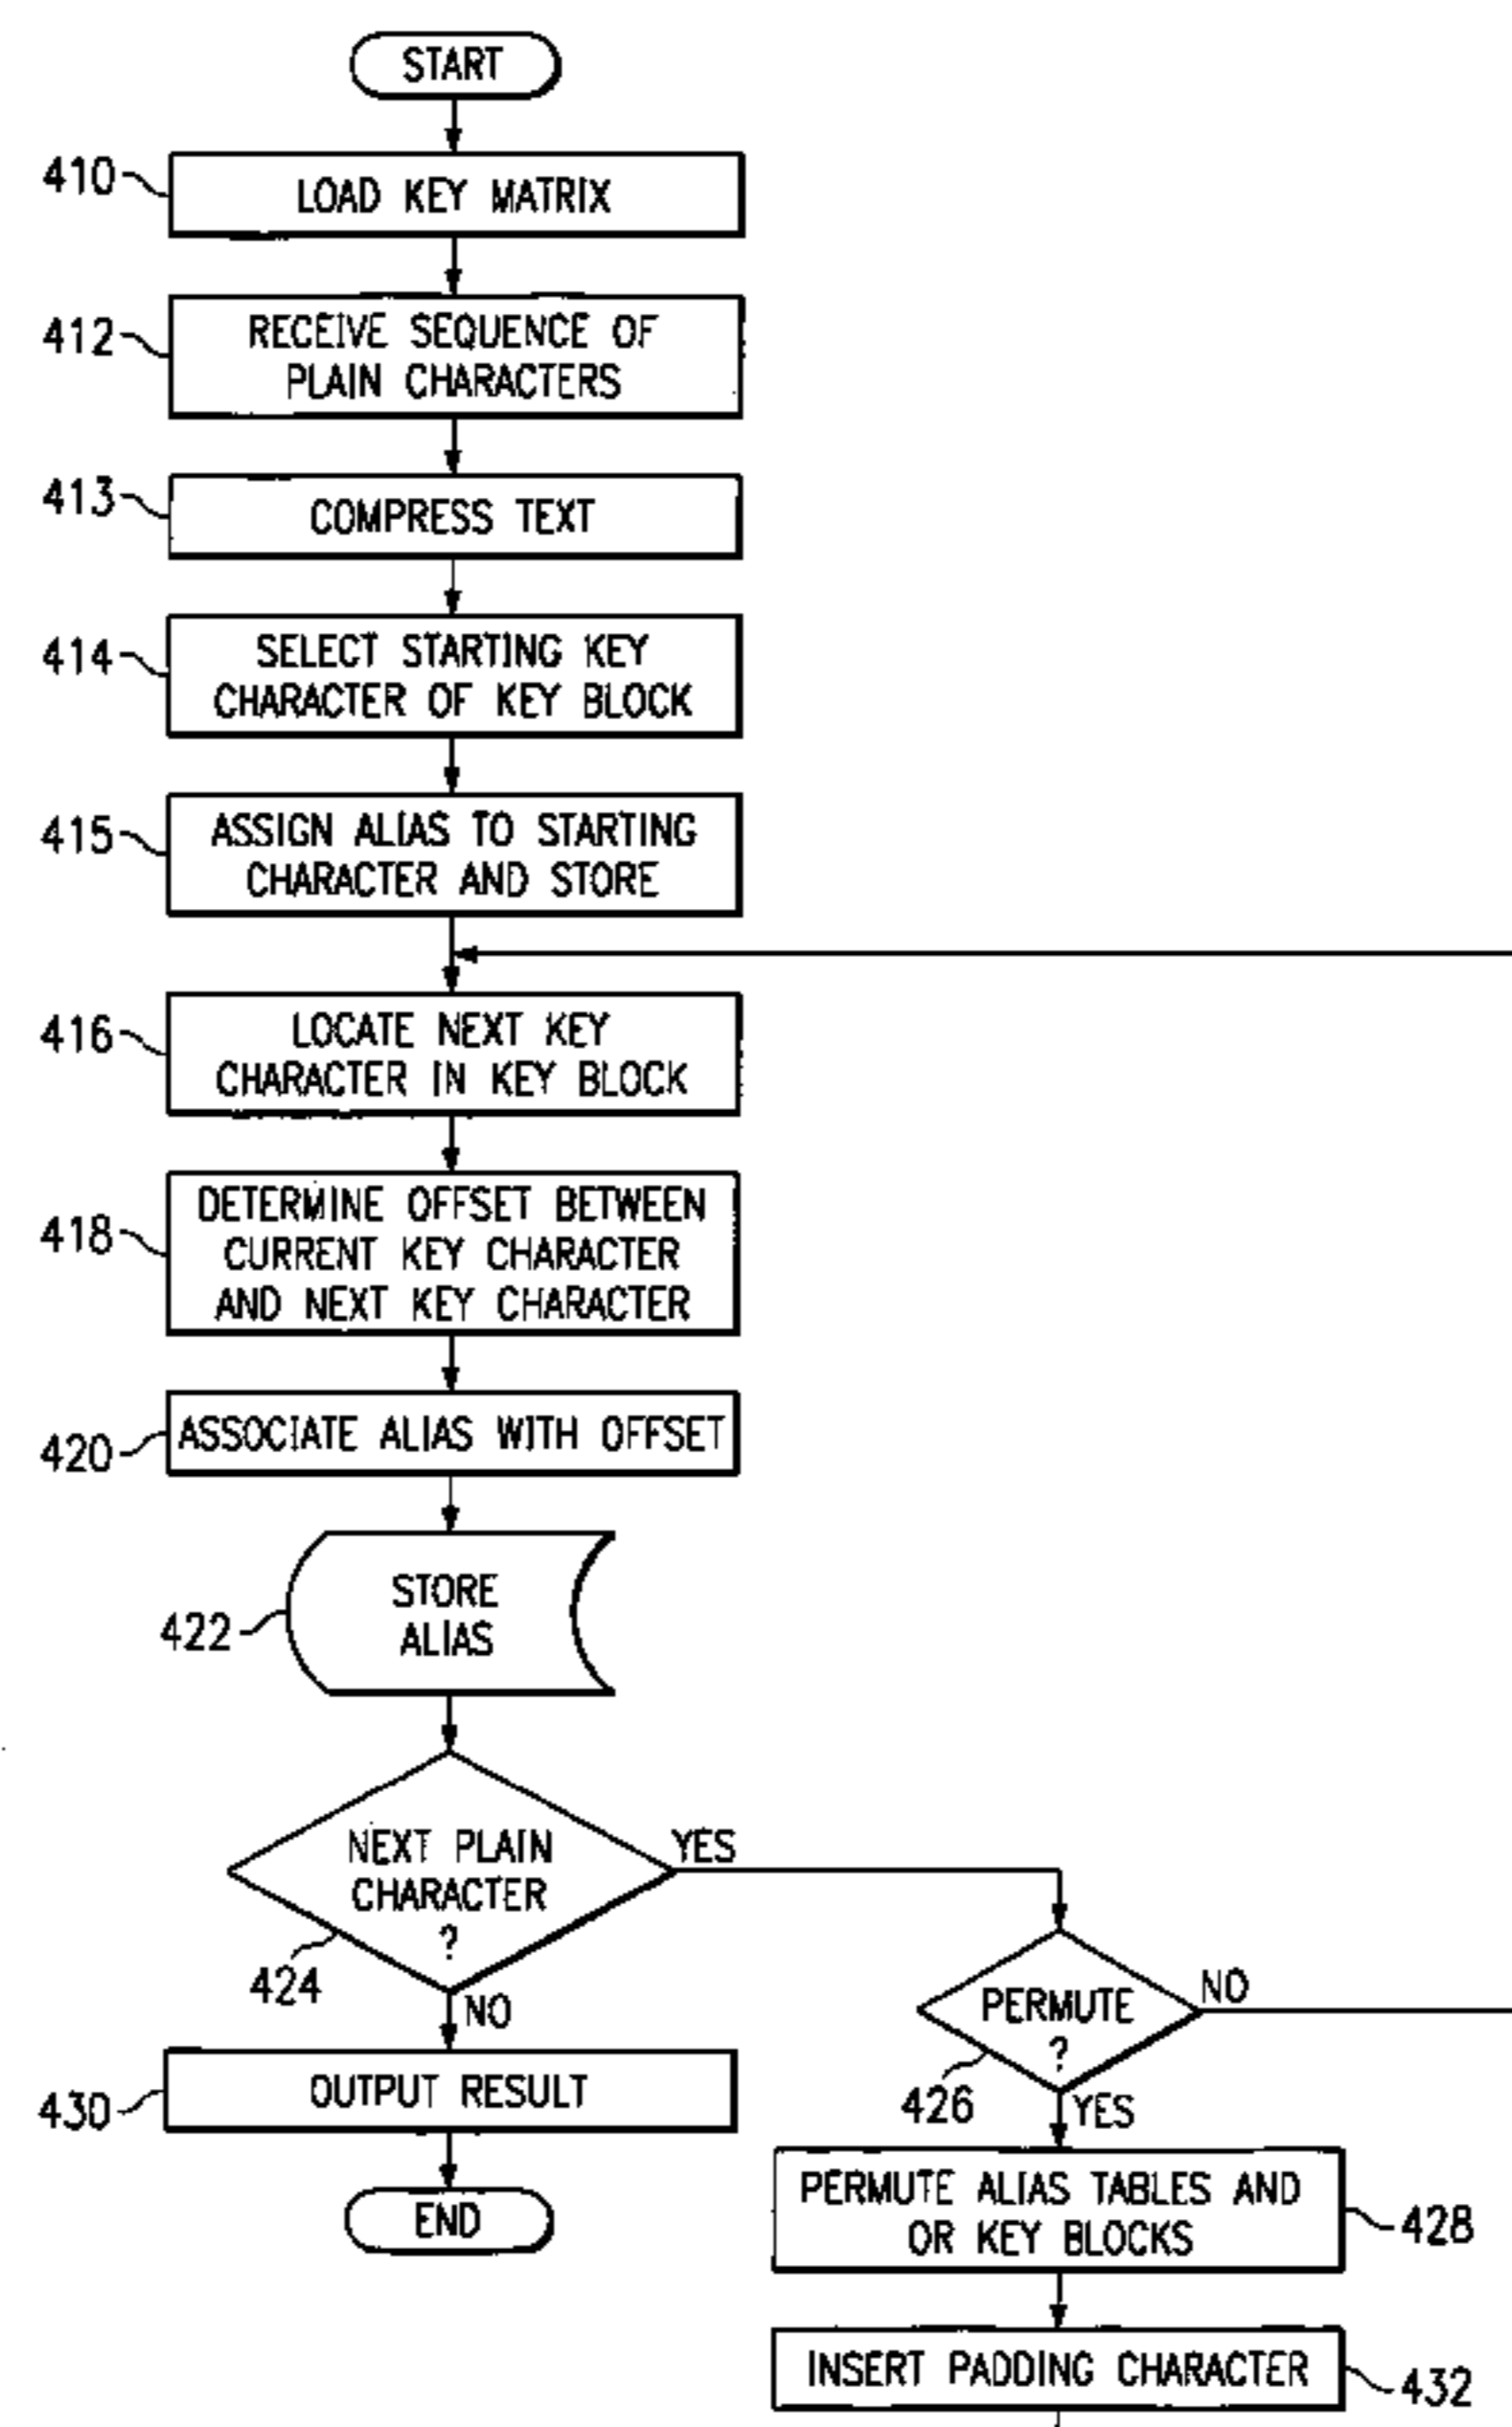 START
410
LOAD KEY MATRIX
412
RECEIVE SEQUENCE OF
PLAIN CHARACTERS
413
COMPRESS TEXT
414
SELECT STARTING KEY
CHARACTER OF KEY BLOCK
415
ASSIGN ALIAS TO STARTING
CHARACTER AND STORE
416
LOCATE NEXT KEY
CHARACTER IN KEY BLOCK
418
DETERMINE OFFSET BETWEEN
CURRENT KEY CHARACTER
AND NEXT KEY CHARACTER
420
ASSOCIATE ALIAS WITH OFFSET
422
STORE
ALIAS
NEXT PLAIN
CHARACTER
?
YES
424
NO
PERMUTE
?
NO
426
YES
430
OUTPUT RESULT
END
PERMUTE ALIAS TABLES AND
OR KEY BLOCKS
428
INSERT PADDING CHARACTER
432